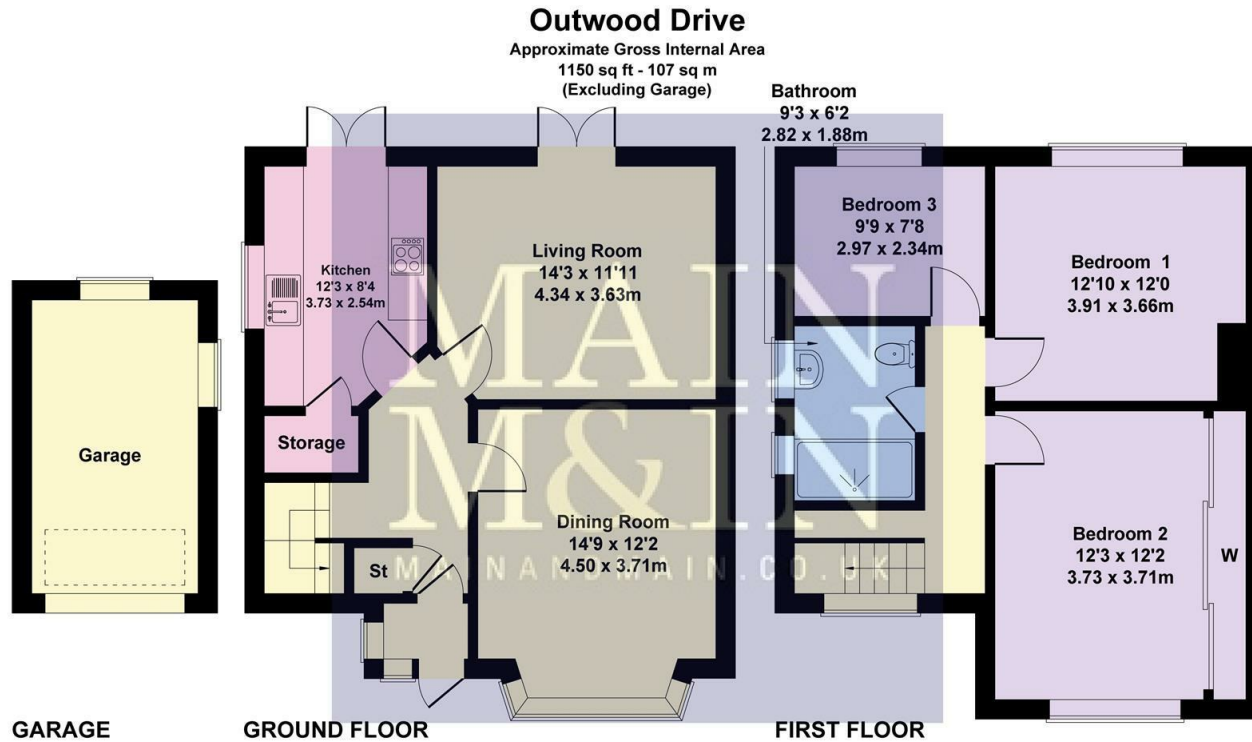 Outwood Drive
Approximate Gross Internal Area
1150 sq ft - 107 sq m
(Excluding Garage)
Bathroom
9'3 x 6'2
2.82 x 1.88m
Kitchen
12'3 x 8'4
3.73 x 2.54m
Living Room
14'3 x 11'11
4.34 x 3.63m
Bedroom 3
9'9 x 7'8
2.97 x 2.34m
Bedroom 1
12'10 x 12'0
3.91 x 3.66m
Garage
Storage
Dining Room
14'9 x 12'2
4.50 x 3.71m
St
Bedroom 2
12'3 x 12'2
3.73 x 3.71m
W
MAIN
M&IN
MAINANDMAIN.CO.UK
GARAGE
GROUND FLOOR
FIRST FLOOR